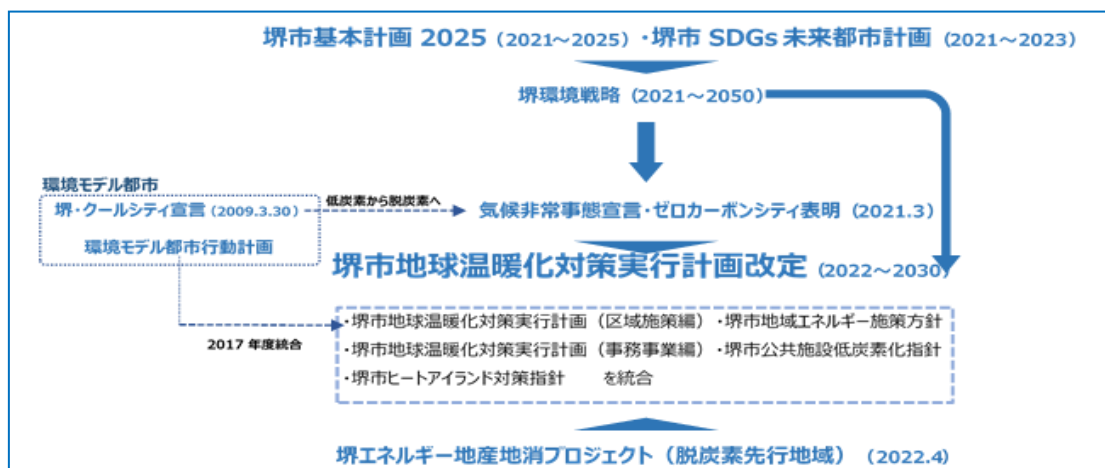 堺市基本計画 2025（2021～2025）・堺市 SDGs 未来都市計画（2021～2023）
堺環境戦略（2021～2050）
環境モデル都市
堺・クールシティ宣言（2009.3.30）
環境モデル都市行動計画
低炭素から脱炭素へ
気候非常事態宣言・ゼロカーボンシティ表明（2021.3）
堺市地球温暖化対策実行計画改定（2022～2030）
2017 年度統合
・堺市地球温暖化対策実行計画（区域施策編）・堺市地域エネルギー施策方針
・堺市地球温暖化対策実行計画（事務事業編）・堺市公共施設低炭素化指針
・堺市ヒートアイランド対策指針　　を統合
堺エネルギー地産地消プロジェクト（脱炭素先行地域）（2022.4）